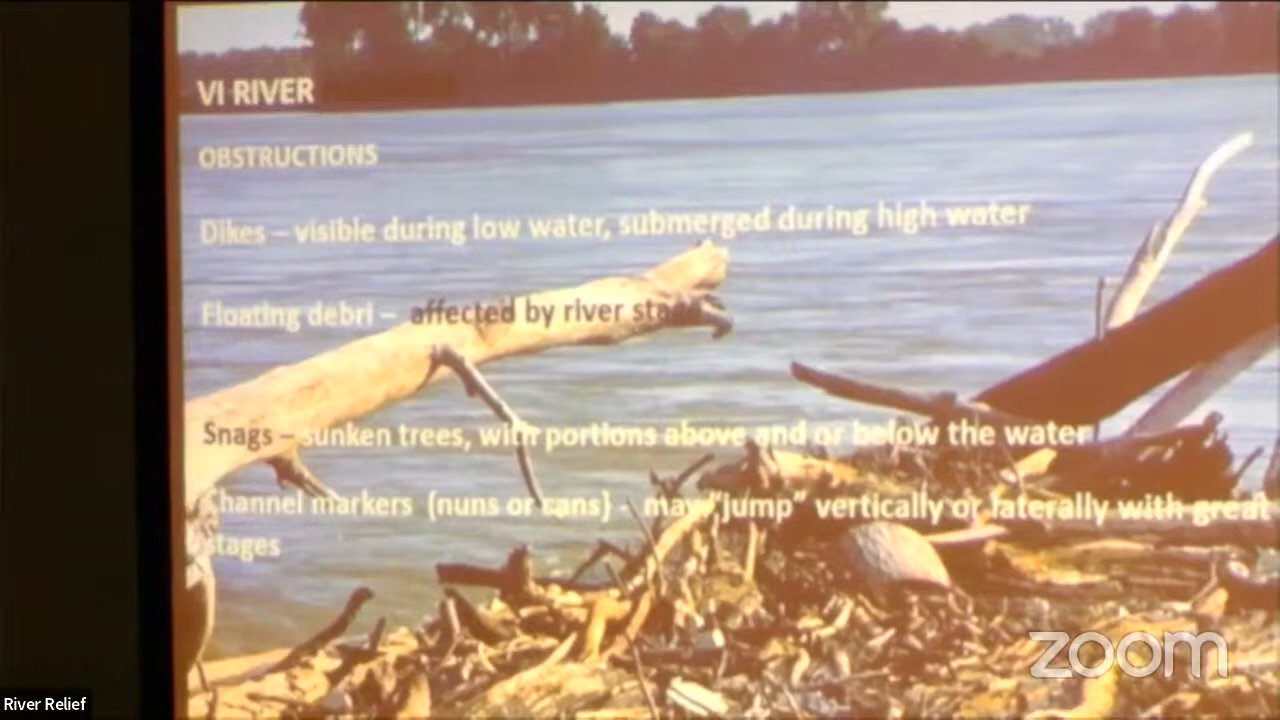 VI RIVER
OBSTRUCTIONS
Dikes – visible during low water, submerged during high water
Floating debri – affected by river stage
Snags – sunken trees, with portions above and or below the water
Channel markers (nuns or cans) - may "jump" vertically or laterally with great
stages
zoom
River Relief